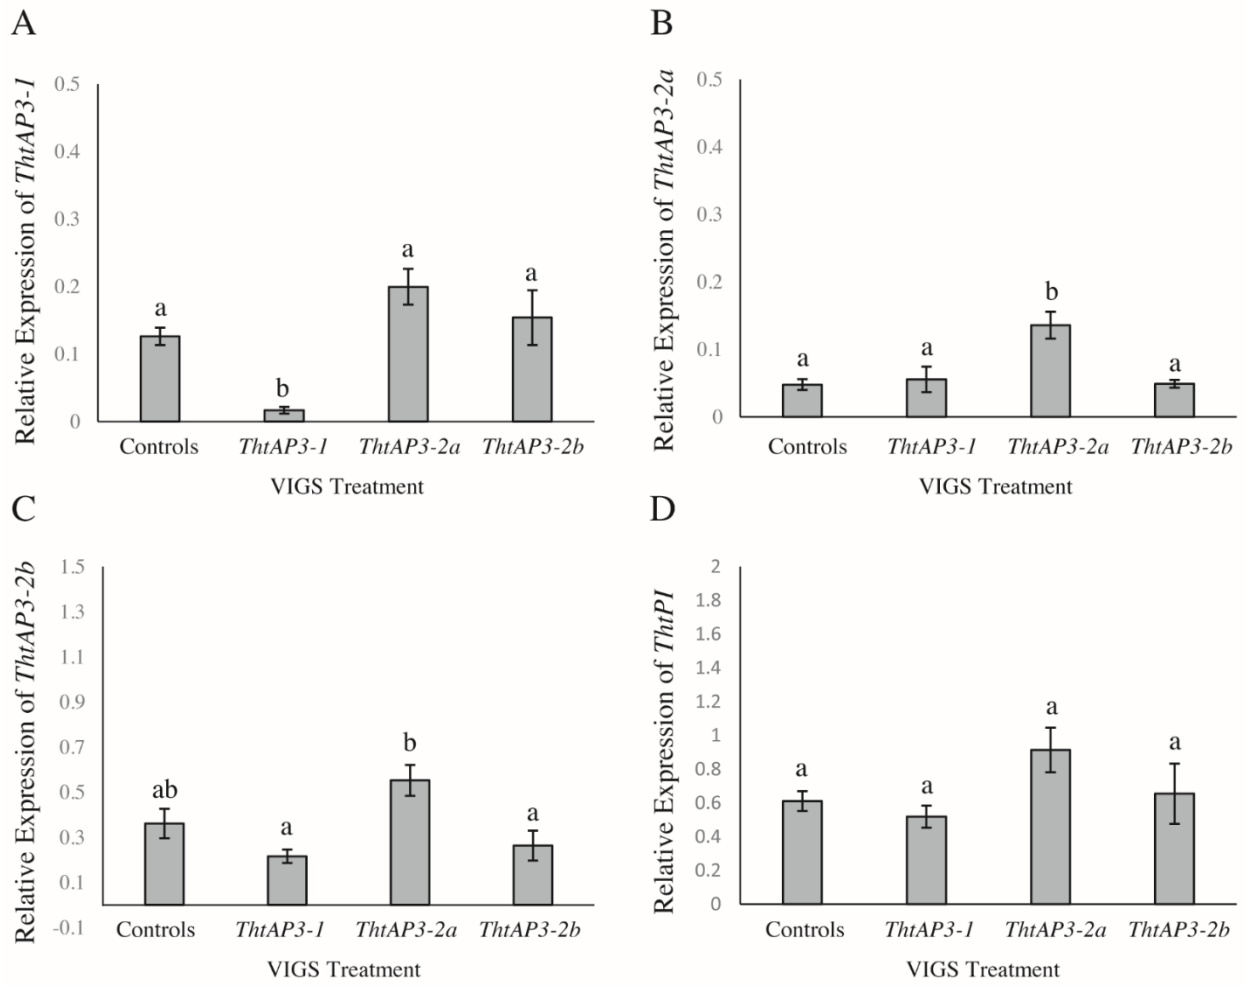 A
Relative Expression of ThtAP3-1
0.5
0.4
0.3
0.2
0.1
0
a
b
a
a
Controls ThtAP3-1 ThtAP3-2a ThtAP3-2b
VIGS Treatment
B
Relative Expression of ThtAP3-2a
0.5
0.4
0.3
0.2
0.1
0
a
a
b
a
Controls ThtAP3-1 ThtAP3-2a ThtAP3-2b
VIGS Treatment
C
Relative Expression of ThtAP3-2b
1.5
1.3
1.1
0.9
0.7
0.5
0.3
0.1
-0.1
ab
a
b
a
Controls ThtAP3-1 ThtAP3-2a ThtAP3-2b
VIGS Treatment
D
Relative Expression of ThtPI
2
1.8
1.6
1.4
1.2
1
0.8
0.6
0.4
0.2
0
a
a
a
a
Controls ThtAP3-1 ThtAP3-2a ThtAP3-2b
VIGS Treatment